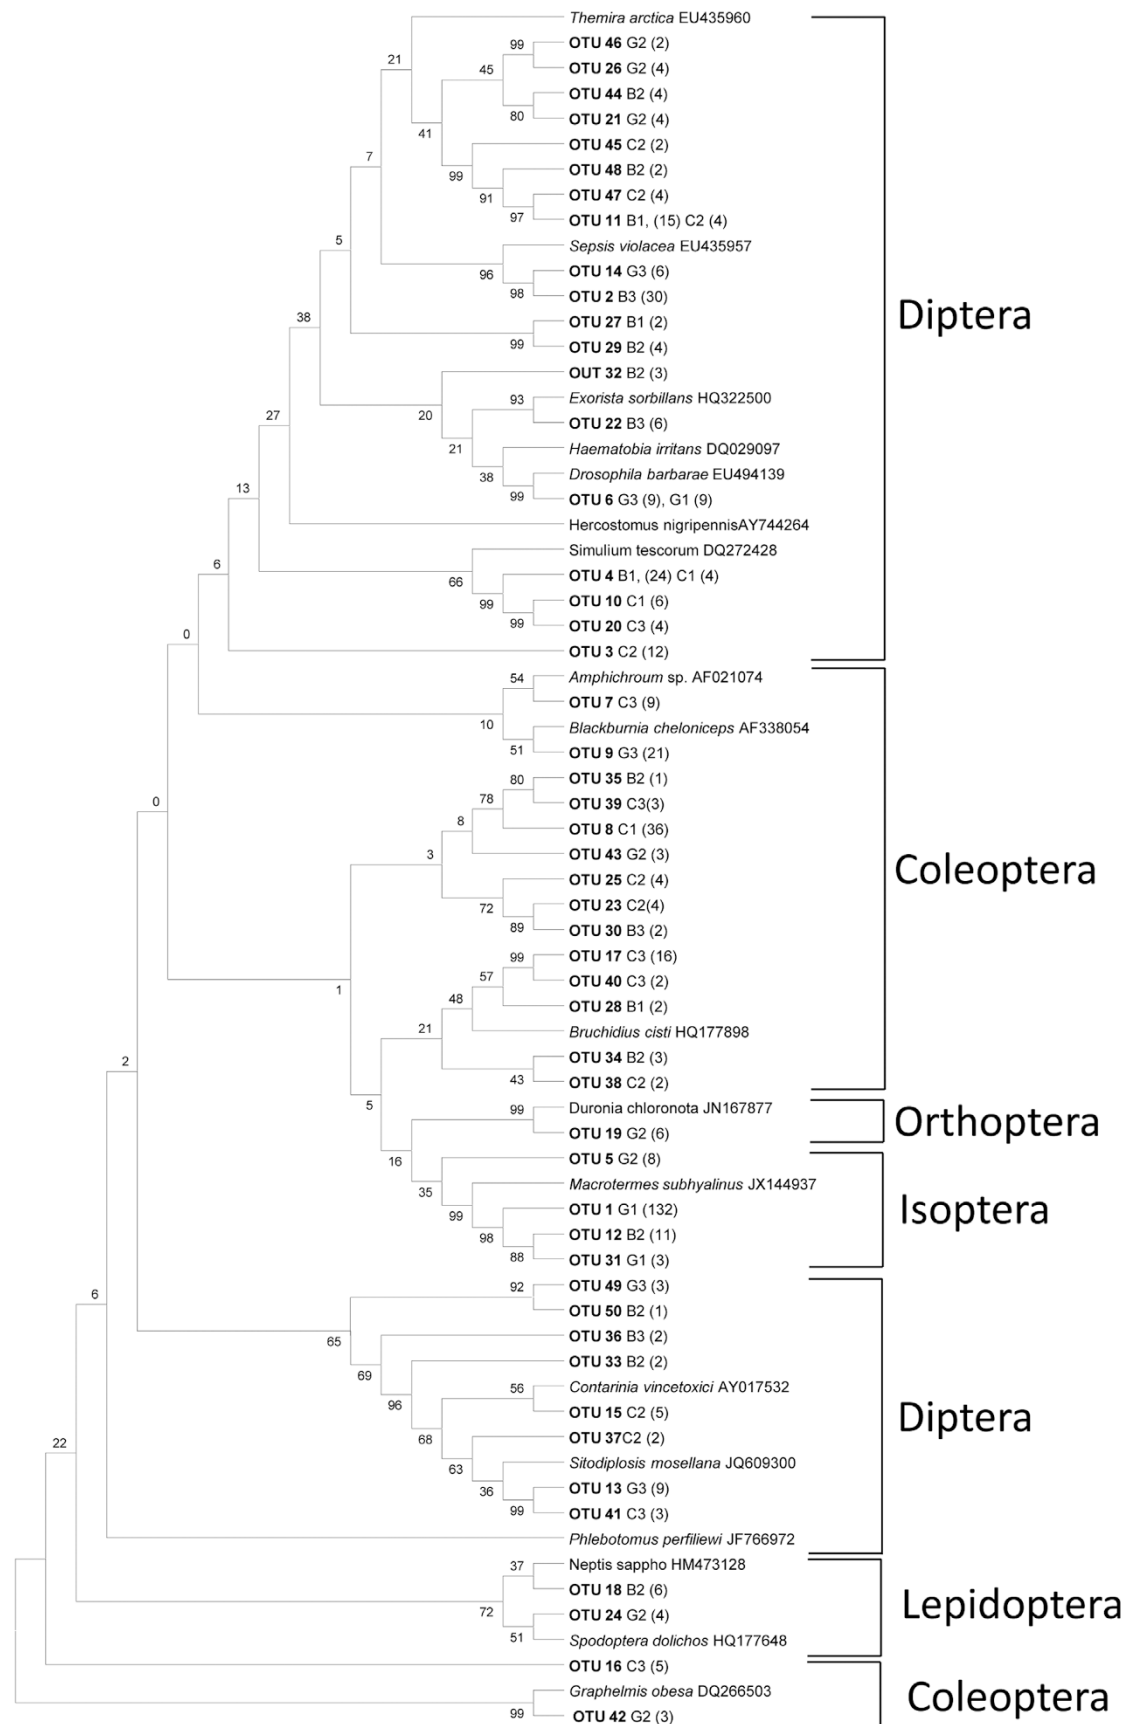 Themira arctica EU435960
99
OTU 46 G2 (2)
21
45
OTU 26 G2 (4)
OTU 44 B2 (4)
80
OTU 21 G2 (4)
41
OTU 45 C2 (2)
7
99
OTU 48 B2 (2)
91
OTU 47 C2 (4)
97
OTU 11 B1, (15) C2 (4)
5
Sepsis violacea EU435957
96
OTU 14 G3 (6)
98
OTU 2 B3 (30)
Diptera
38
OTU 27 B1 (2)
99
OTU 29 B2 (4)
OUT 32 B2 (3)
93
Exorista sorbillans HQ322500
27
20
OTU 22 B3 (6)
21
Haematobia irritans DQ029097
38
Drosophila barbarae EU494139
13
99
OTU 6 G3 (9), G1 (9)
Hercostomus nigripennisAY744264
Simulium tescorum DQ272428
6
66
OTU 4 B1, (24) C1 (4)
99
OTU 10 C1 (6)
99
OTU 20 C3 (4)
0
OTU 3 C2 (12)
54
Amphichroum sp. AF021074
OTU 7 C3 (9)
10
Blackburnia cheloniceps AF338054
51
OTU 9 G3 (21)
80
OTU 35 B2 (1)
0
78
OTU 39 C3(3)
8
OTU 8 C1 (36)
3
OTU 43 G2 (3)
Coleoptera
OTU 25 C2 (4)
72
OTU 23 C2(4)
89
OTU 30 B3 (2)
99
OTU 17 C3 (16)
57
OTU 40 C3 (2)
1
48
OTU 28 B1 (2)
21
Bruchidius cisti HQ177898
OTU 34 B2 (3)
2
43
OTU 38 C2 (2)
5
99
Duronia chloronota JN167877
Orthoptera
OTU 19 G2 (6)
16
OTU 5 G2 (8)
35
Macrotermes subhyalinus JX144937
99
OTU 1 G1 (132)
Isoptera
98
OTU 12 B2 (11)
88
OTU 31 G1 (3)
92
OTU 49 G3 (3)
6
OTU 50 B2 (1)
65
OTU 36 B3 (2)
69
OTU 33 B2 (2)
96
56
Contarinia vincetoxici AY017532
68
OTU 15 C2 (5)
Diptera
OTU 37C2 (2)
22
63
Sitodiplosis mosellana JQ609300
36
OTU 13 G3 (9)
99
OTU 41 C3 (3)
Phlebotomus perfiliewi JF766972
37
Neptis sappho HM473128
OTU 18 B2 (6)
72
OTU 24 G2 (4)
Lepidoptera
51
Spodoptera dolichos HQ177648
OTU 16 C3 (5)
Graphelmis obesa DQ266503
Coleoptera
99
OTU 42 G2 (3)